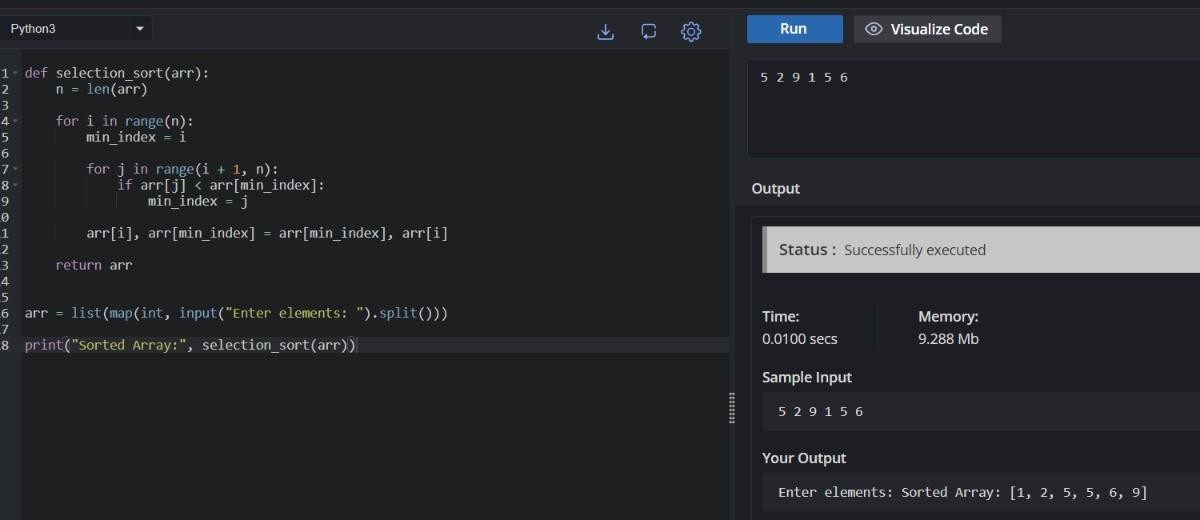 Python3
1 def selection_sort(arr):
2     n = len(arr)
3
4     for i in range(n):
5         min_index = i
6
7         for j in range(i + 1, n):
8             if arr[j] < arr[min_index]:
9                 min_index = j
0
1         arr[i], arr[min_index] = arr[min_index], arr[i]
2
3     return arr
4
5
6 arr = list(map(int, input("Enter elements: ").split()))
7
8 print("Sorted Array:", selection_sort(arr))
Run
Visualize Code
5 2 9 1 5 6
Output
Status : Successfully executed
Time: Memory:
0.0100 secs 9.288 Mb
Sample Input
5 2 9 1 5 6
Your Output
Enter elements: Sorted Array: [1, 2, 5, 5, 6, 9]